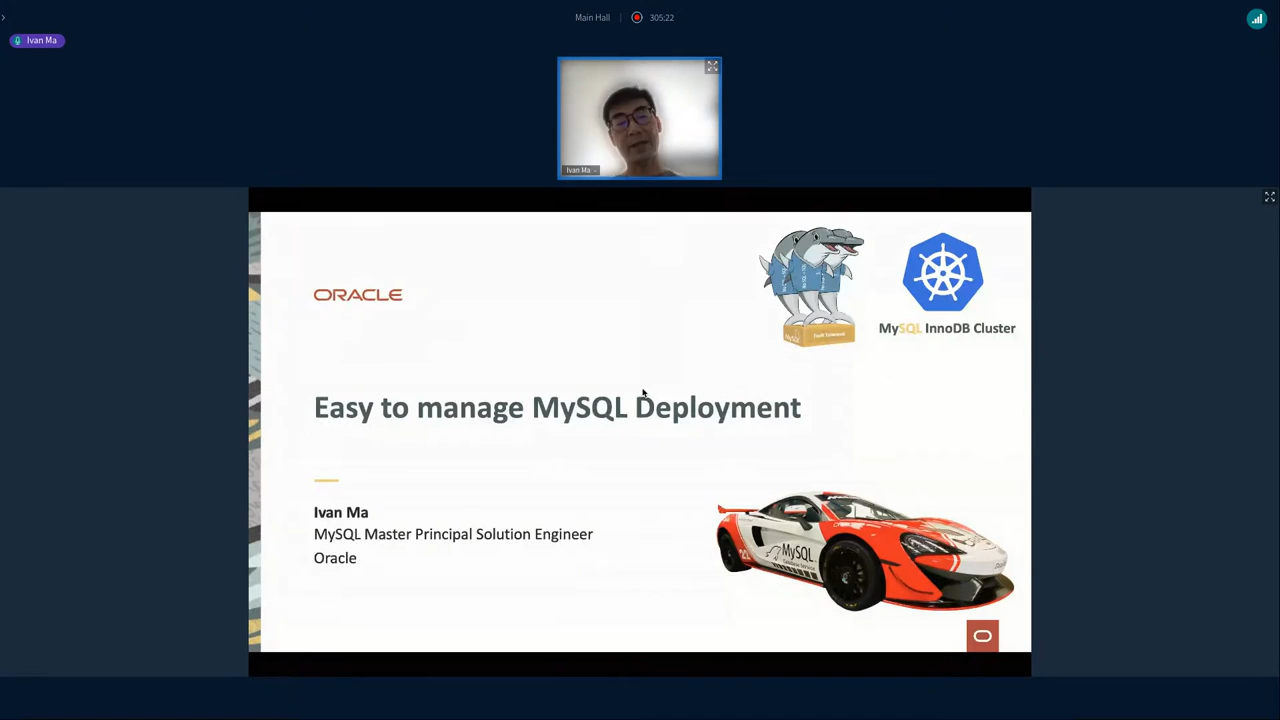 Main Hall
305:22
Ivan Ma
Ivan Ma
ORACLE
MySQL InnoDB Cluster
Easy to manage MySQL Deployment
Ivan Ma
MySQL Master Principal Solution Engineer
Oracle
MySQL